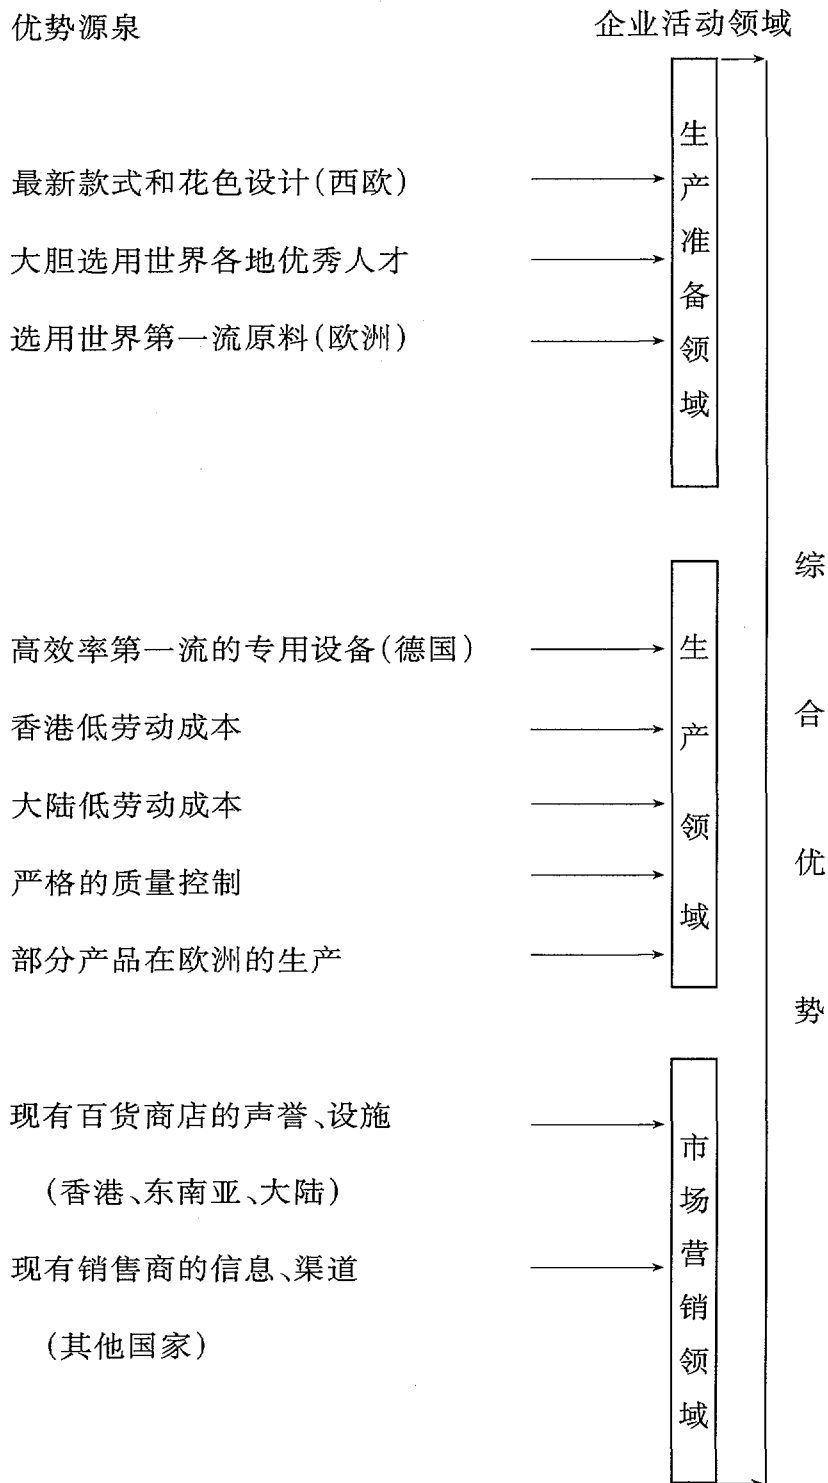 优势源泉
企业活动领域
最新款式和花色设计(西欧)
大胆选用世界各地优秀人才
选用世界第一流原料(欧洲)
生产准备领域
高效率第一流的专用设备(德国)
香港低劳动成本
大陆低劳动成本
严格的质量控制
部分产品在欧洲的生产
生产领域
现有百货商店的声誉、设施
(香港、东南亚、大陆)
现有销售商的信息、渠道
(其他国家)
市场营销领域
综合优势